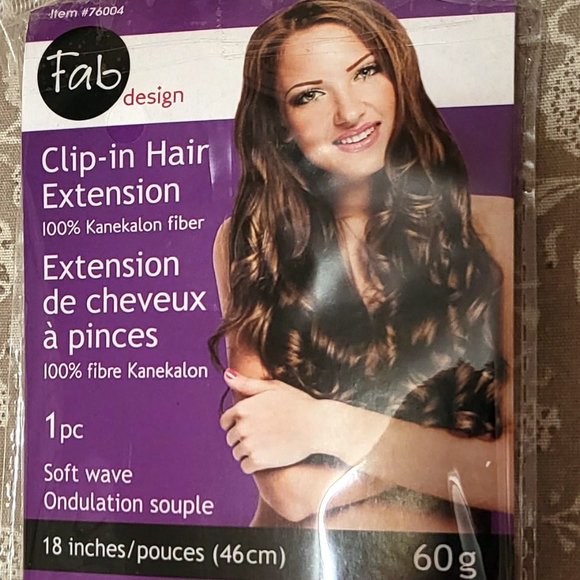 Item #76004
Fab
design
Clip-in Hair
Extension
100% Kanekalon fiber
Extension
de cheveux
à pinces
100% fibre Kanekalon
1pc
Soft wave
Ondulation souple
18 inches/pouces (46cm) 60g